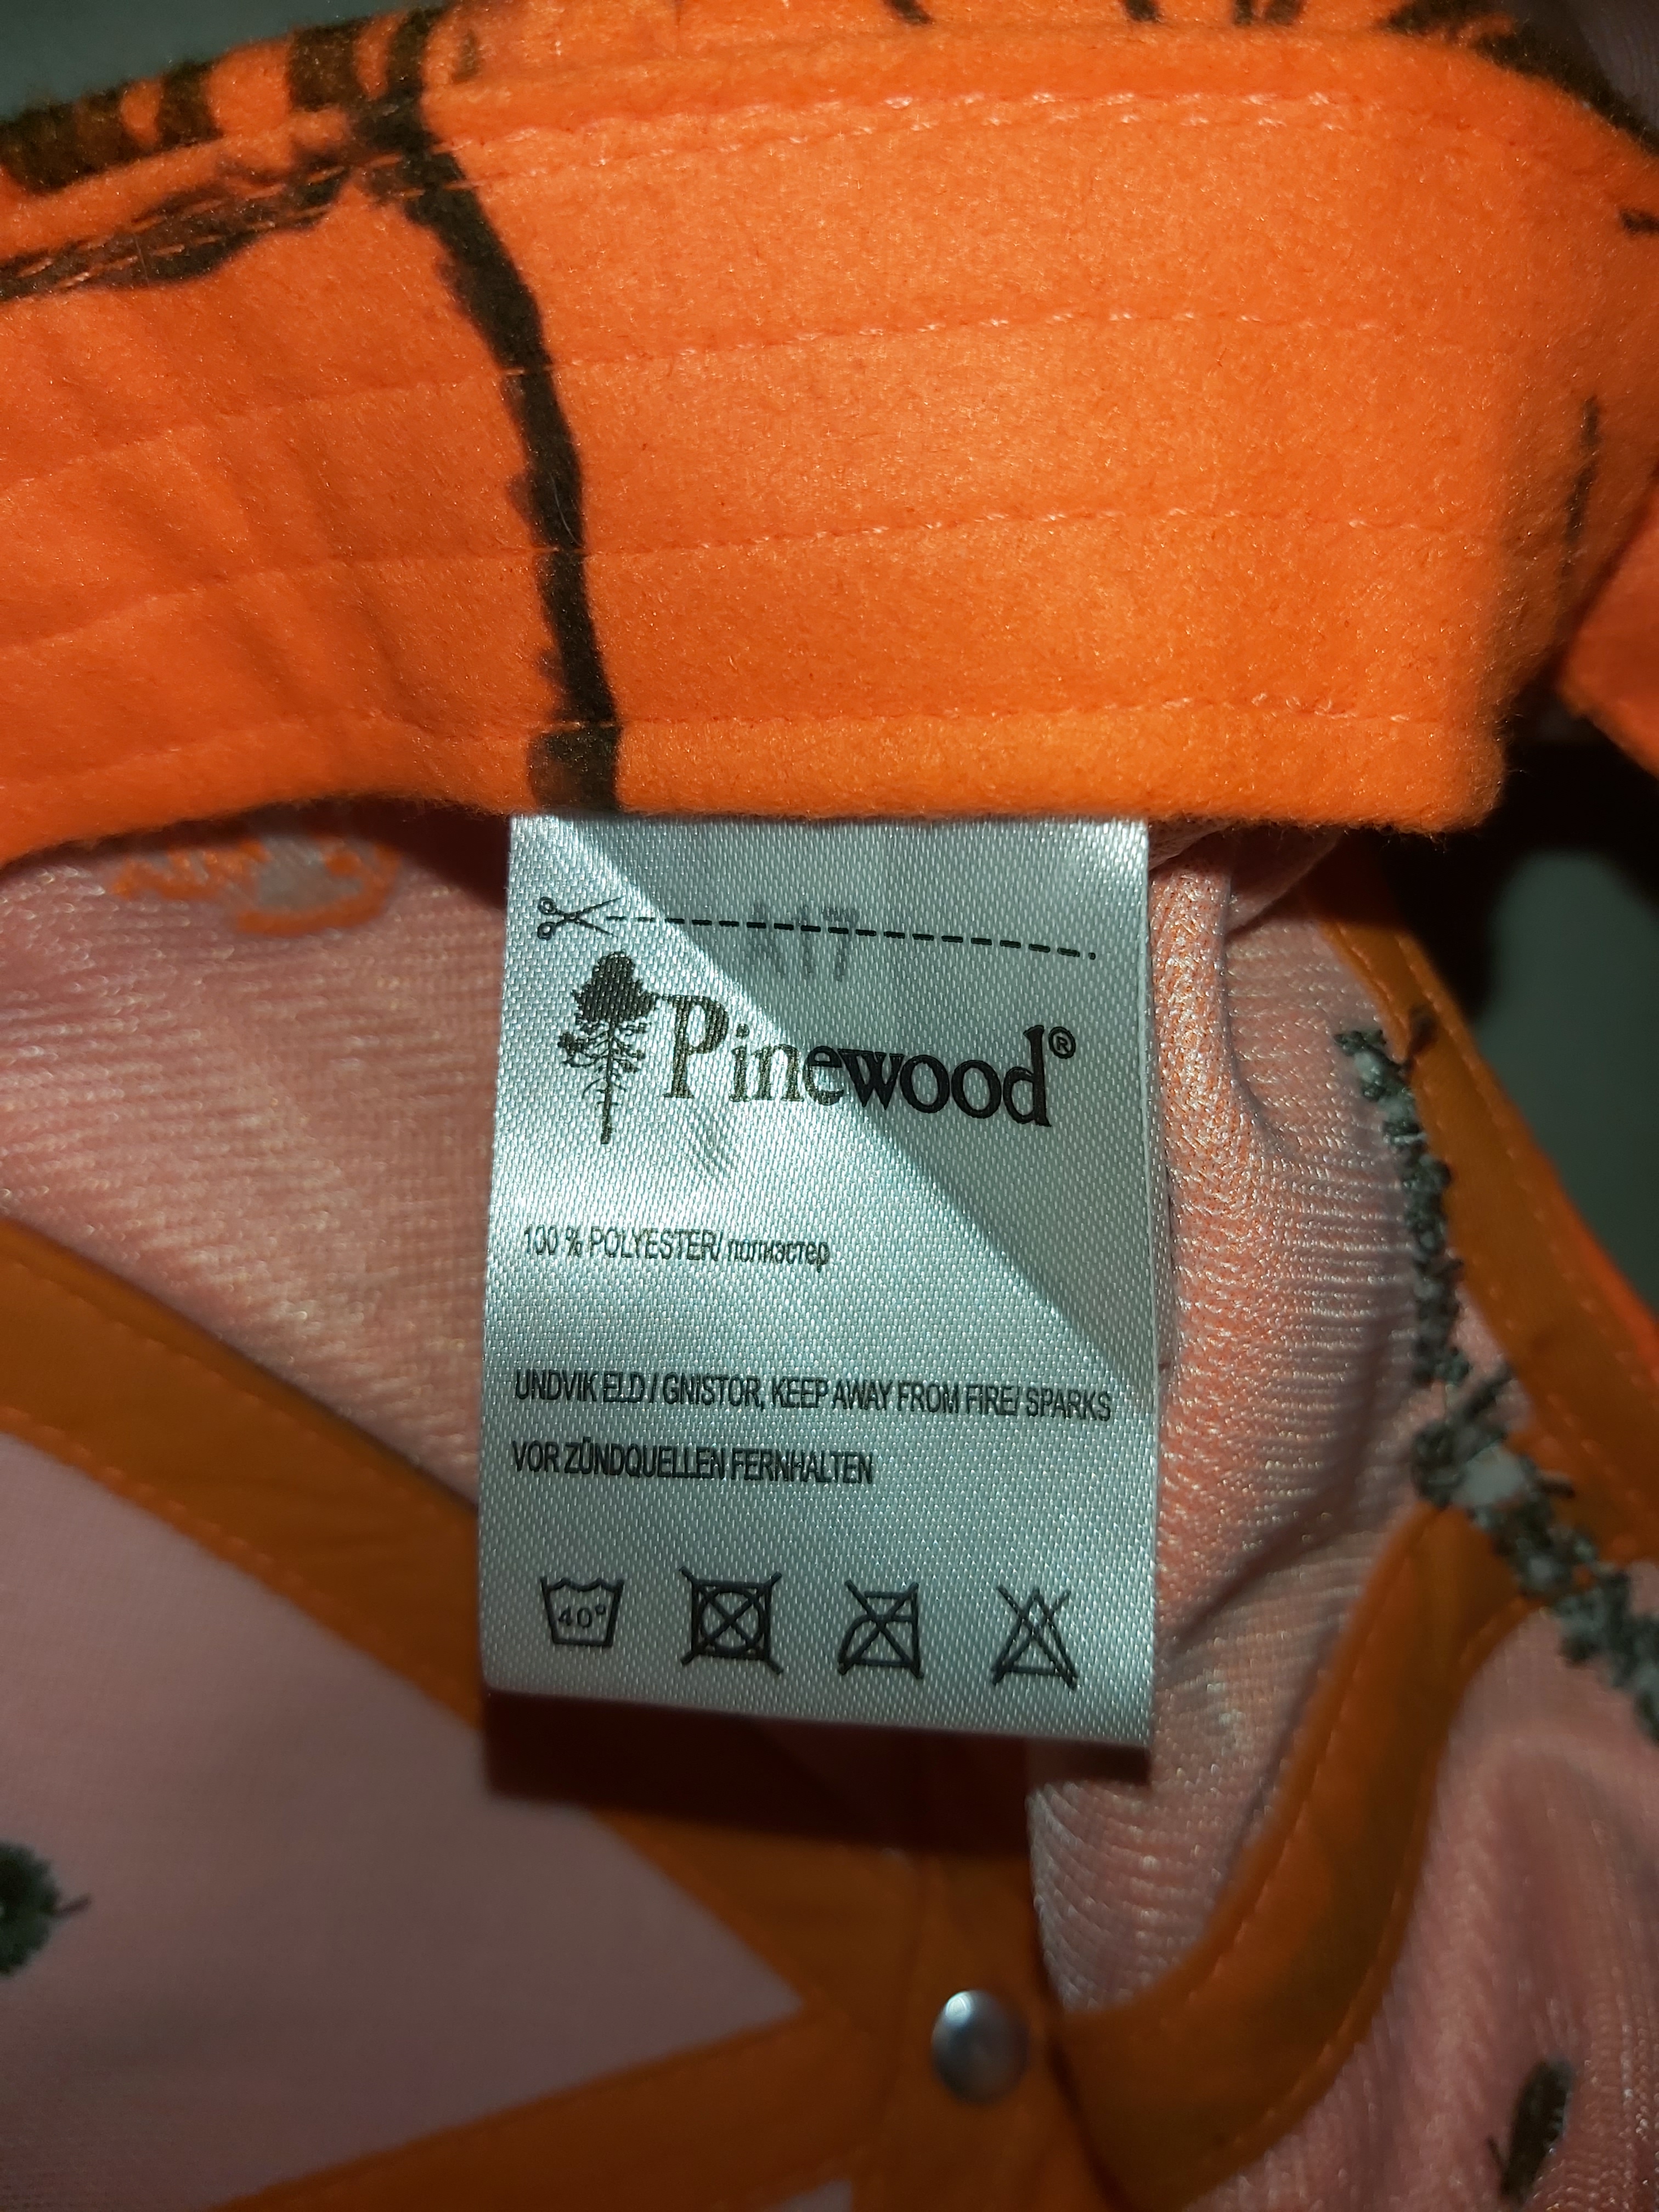 Pinewood®
100 % POLYESTER/ полиэстер
UNDVIK ELD / GNISTOR, KEEP AWAY FROM FIRE/ SPARKS
VOR ZÜNDQUELLEN FERNHALTEN
40°